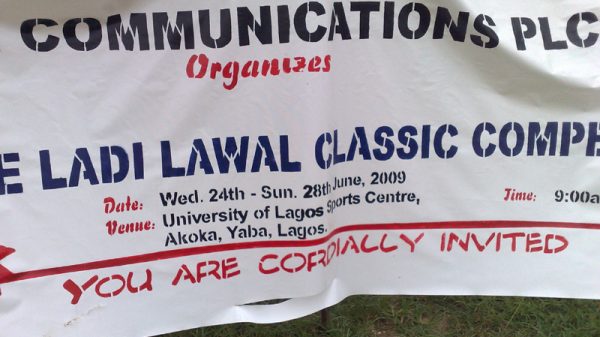 COMMUNICATIONS PLC
Organizes
E LADI LAWAL CLASSIC COMPE
Date: Wed. 24th - Sun. 28th June, 2009
Venue: University of Lagos Sports Centre, Time: 9:00a
Akoka, Yaba, Lagos.
YOU ARE CORDIALLY INVITED